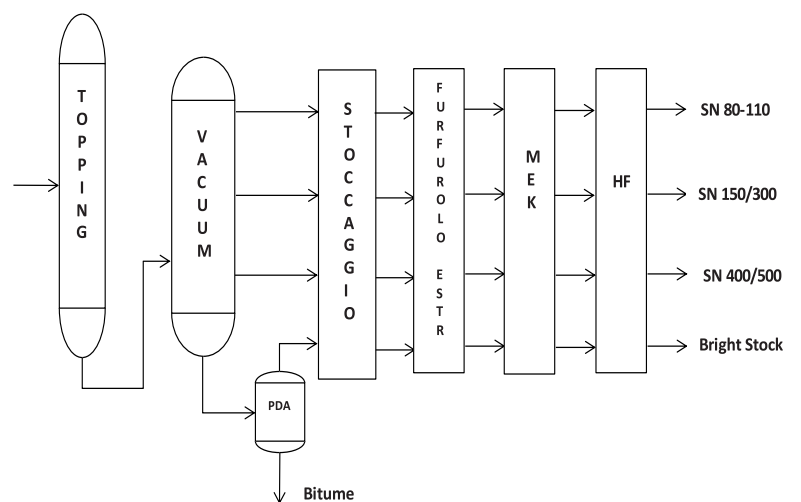 TOPPING
VACUUM
STOCCAGGIO
FURFUROLO ESTR
MEK
HF
SN 80-110
SN 150/300
SN 400/500
Bright Stock
PDA
Bitume